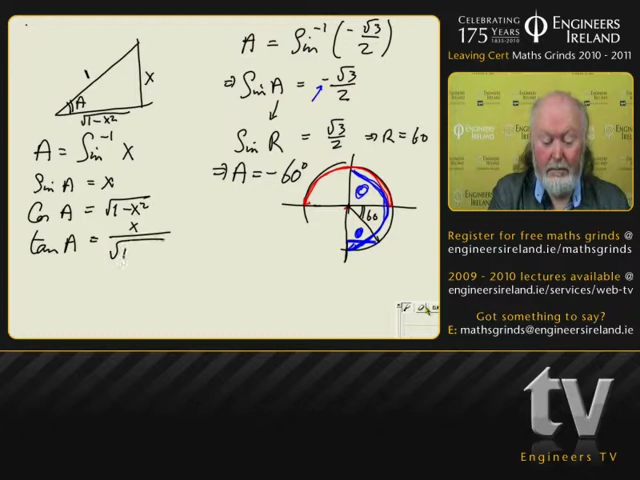 1
x
A
√1-x²
A = Sin⁻¹ x
Sin A = x
Cos A = √1-x²
tan A = x
√1
A = Sin⁻¹ (-√3/2)
⇒ Sin A = -√3/2
Sin R = √3/2 ⇒ R = 60
⇒ A = -60°
60
CELEBRATING
175 YEARS
1835-2010
ENGINEERS
IRELAND
Leaving Cert Maths Grinds 2010 - 2011
Register for free maths grinds @
engineersireland.ie/mathsgrinds
2009 - 2010 lectures available @
engineersireland.ie/services/web-tv
Got something to say?
E: mathsgrinds@engineersireland.ie
tv
Engineers TV